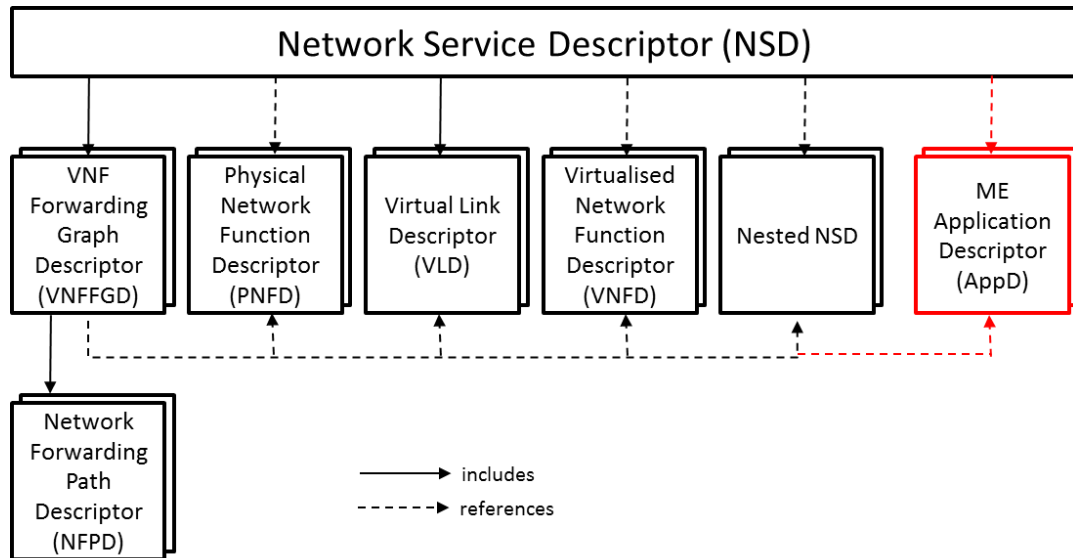 Network Service Descriptor (NSD)
VNF
Forwarding
Graph
Descriptor
(VNFFGD)
Physical
Network
Function
Descriptor
(PNFD)
Virtual Link
Descriptor
(VLD)
Virtualised
Network
Function
Descriptor
(VNFD)
Nested NSD
ME
Application
Descriptor
(AppD)
Network
Forwarding
Path
Descriptor
(NFPD)
includes
references